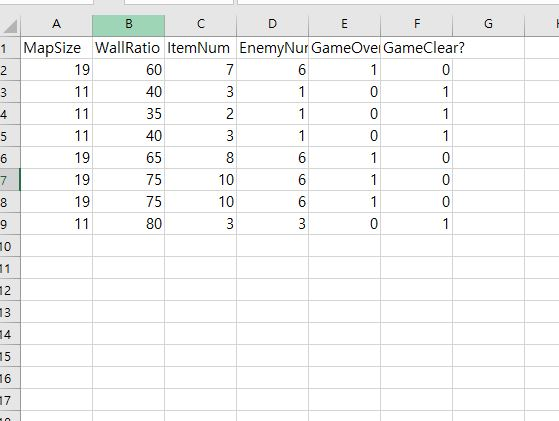 A B C D E F G
1 MapSize WallRatio ItemNum EnemyNur GameOve GameClear?
2 19 60 7 6 1 0
3 11 40 3 1 0 1
4 11 35 2 1 0 1
5 11 40 3 1 0 1
6 19 65 8 6 1 0
7 19 75 10 6 1 0
8 19 75 10 6 1 0
9 11 80 3 3 0 1
10
11
12
13
14
15
16
17